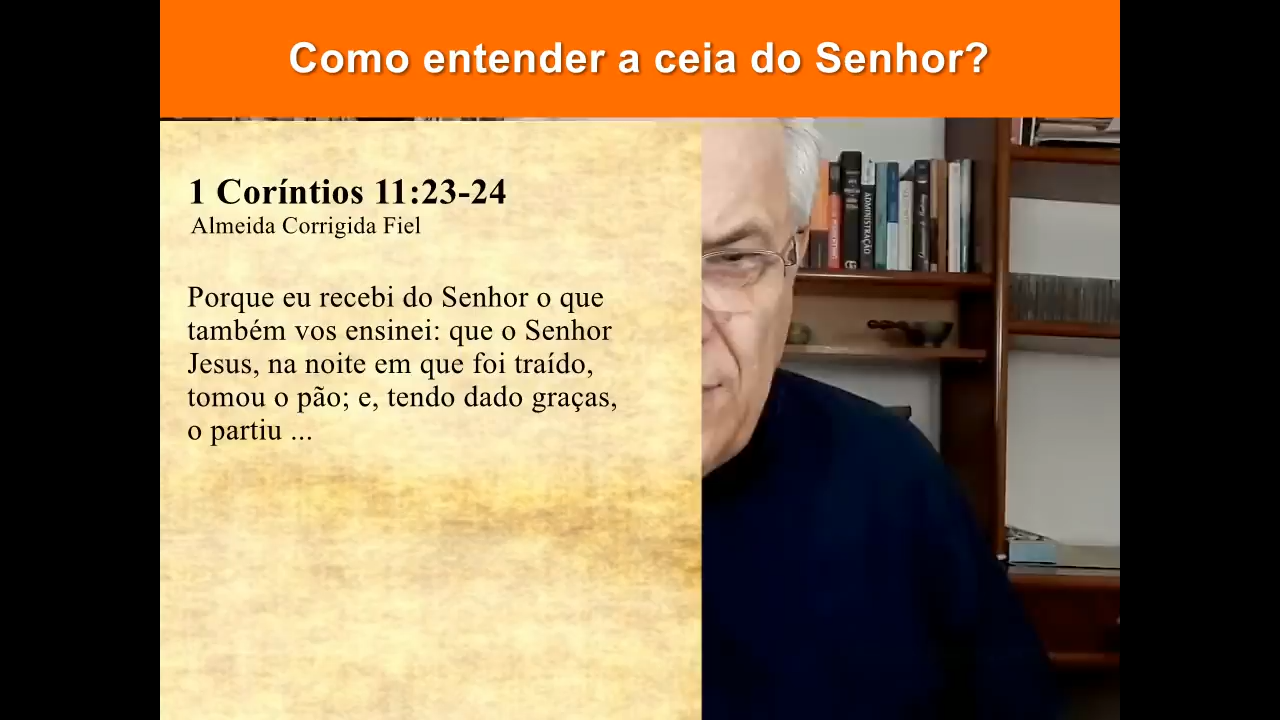 Como entender a ceia do Senhor?
1 Coríntios 11:23-24
Almeida Corrigida Fiel
Porque eu recebi do Senhor o que
também vos ensinei: que o Senhor
Jesus, na noite em que foi traído,
tomou o pão; e, tendo dado graças,
o partiu ...
ADMINISTRAÇÃO